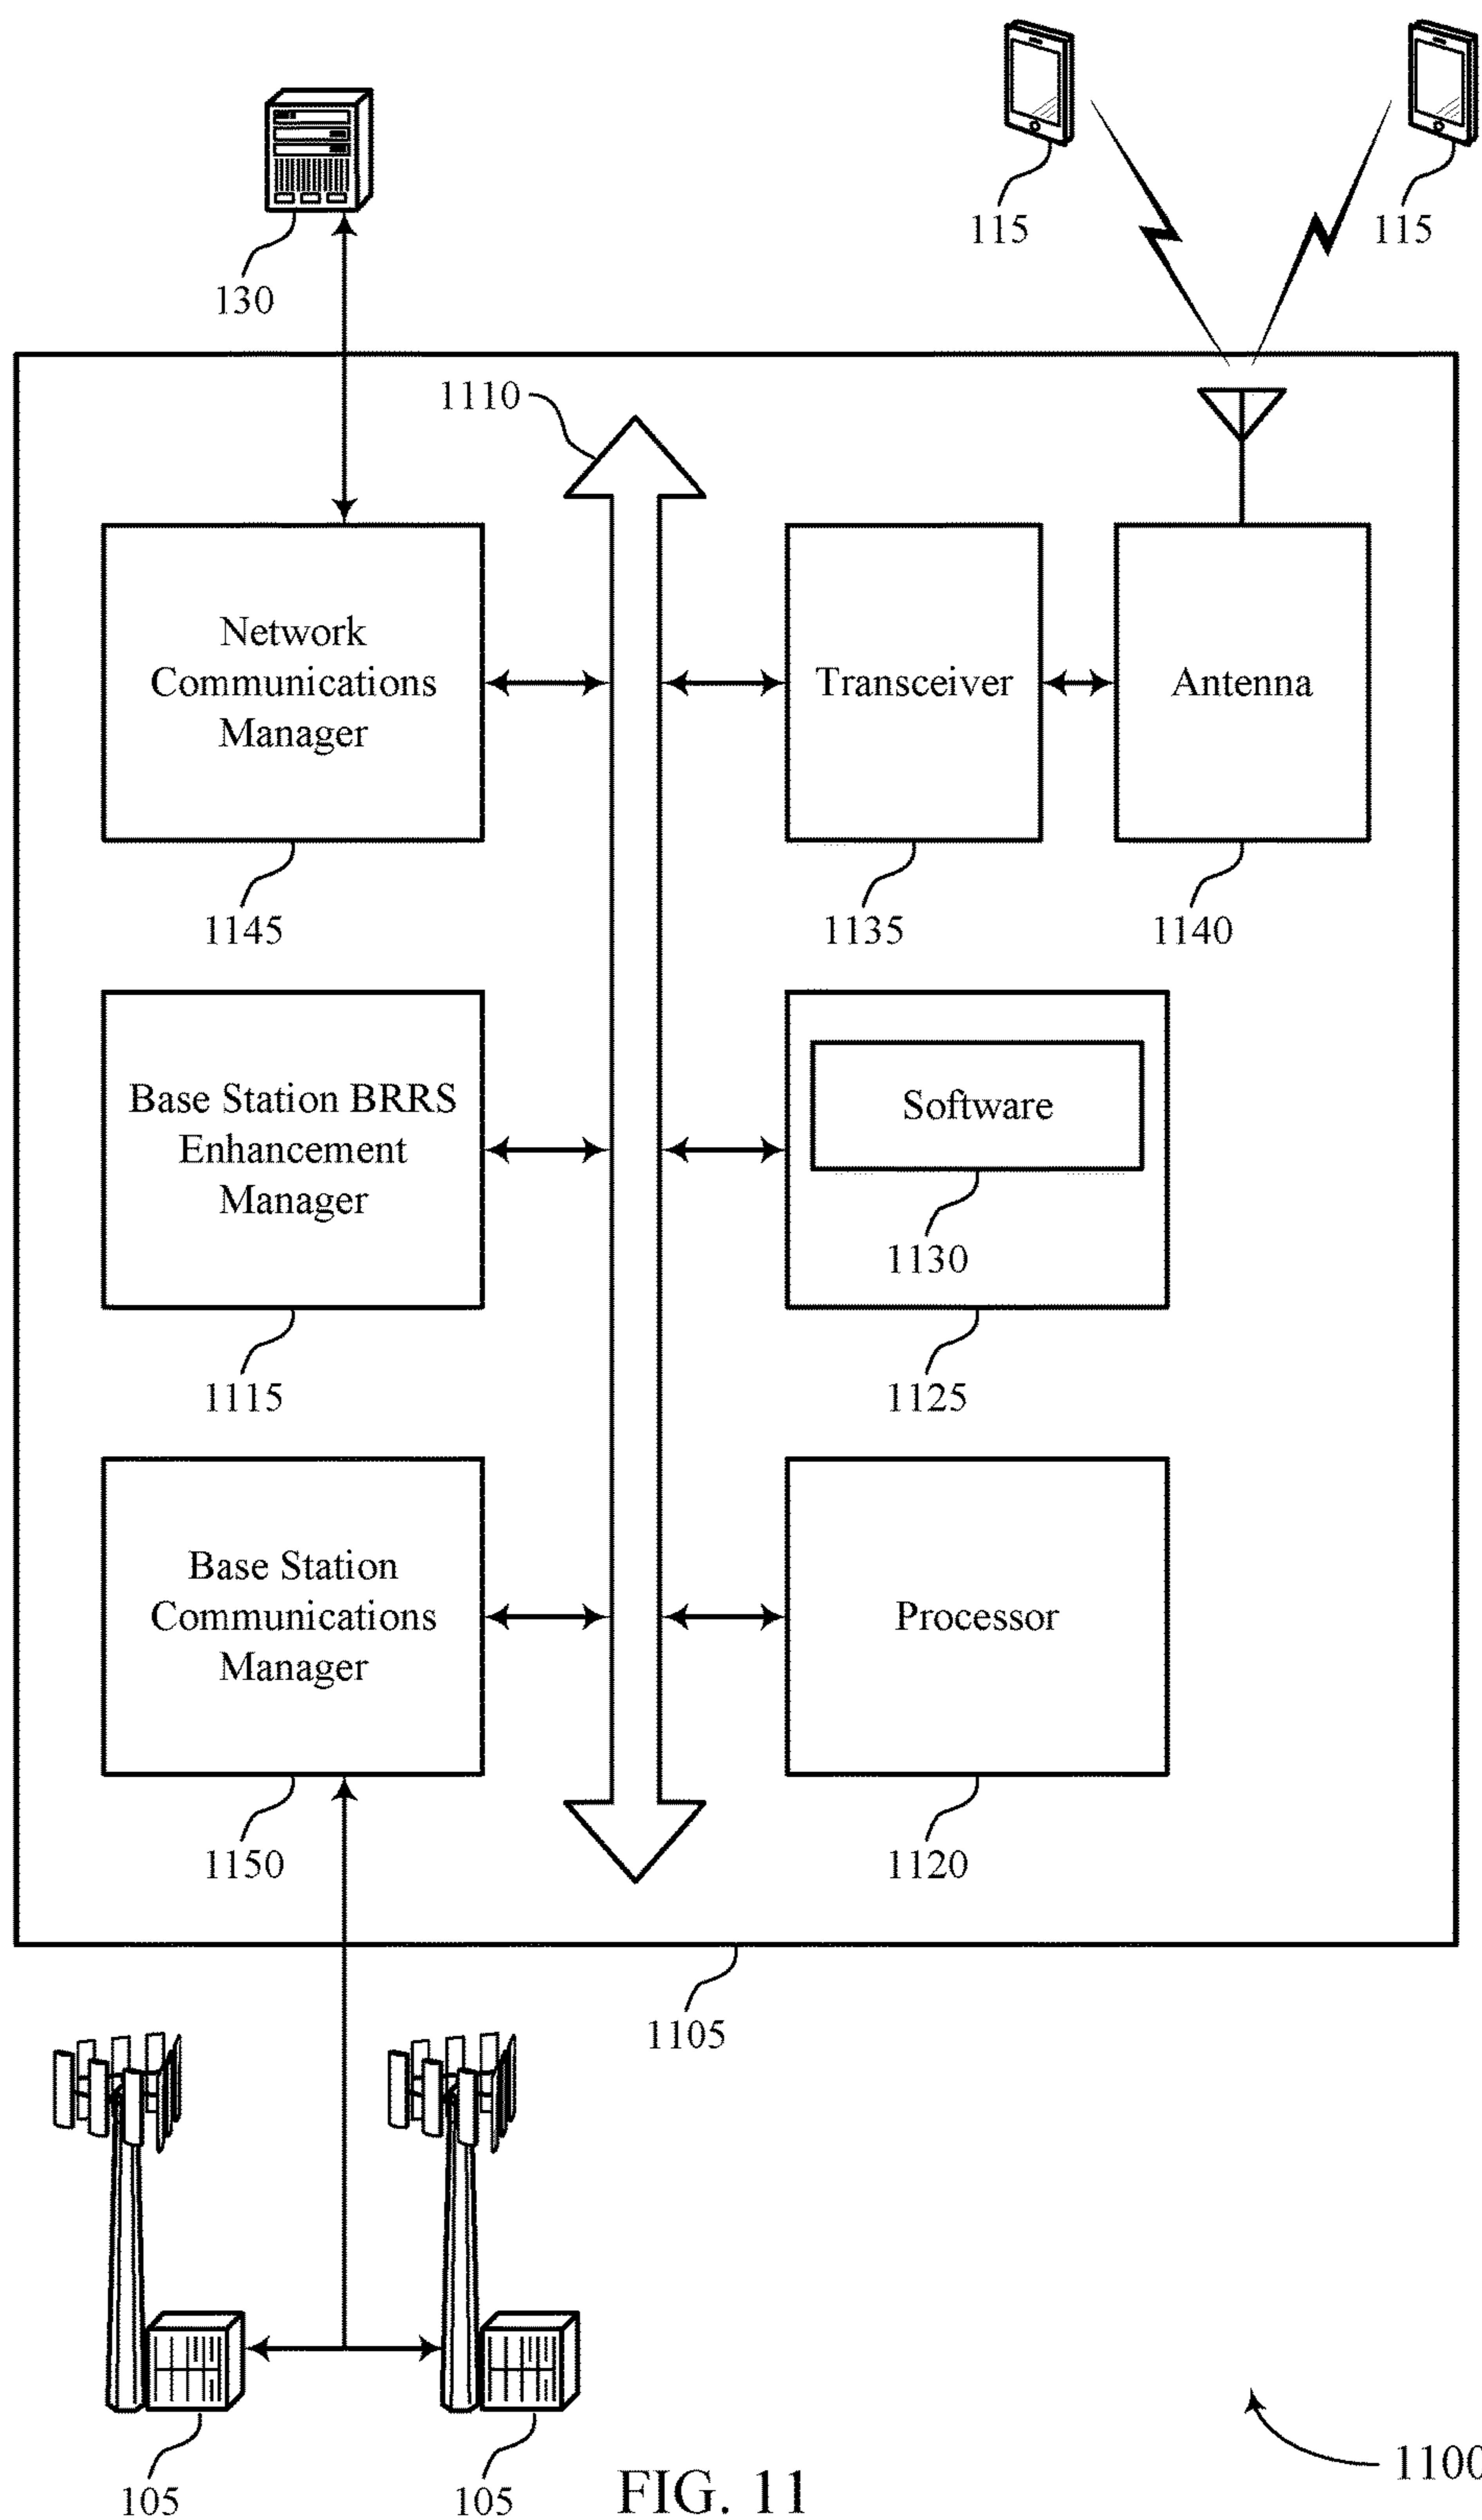 115
115
130
1110
Network
Communications
Manager
Transceiver
Antenna
1145
1135
1140
Base Station BRRS
Enhancement
Manager
Software
1130
1115
1125
Base Station
Communications
Manager
Processor
1150
1120
1105
105
105
FIG. 11
1100